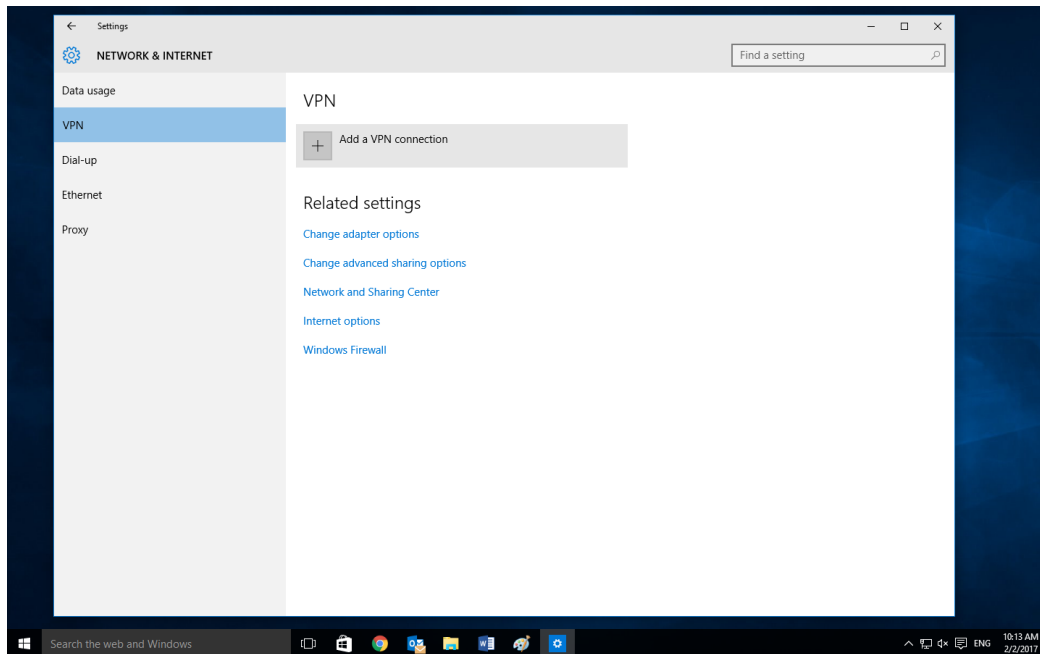 Settings
NETWORK & INTERNET
Find a setting
Data usage
VPN
Dial-up
Ethernet
Proxy
VPN
Add a VPN connection
Related settings
Change adapter options
Change advanced sharing options
Network and Sharing Center
Internet options
Windows Firewall
Search the web and Windows
ENG
10:13 AM
2/2/2017